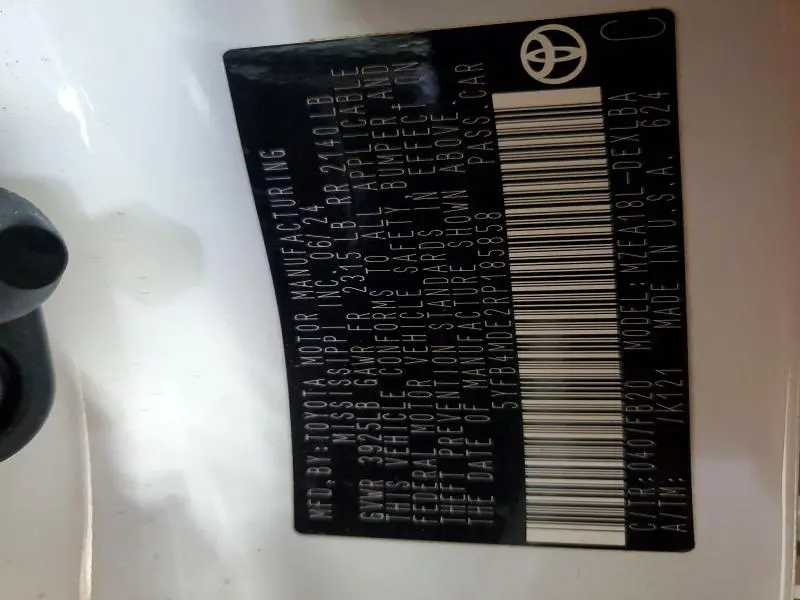 MFD.BY:TOYOTA MOTOR MANUFACTURING
MISSISSIPPI INC. 06/24
GVWR 3925LB GAWR FR 2315 LB RR 2140LB
THIS VEHICLE CONFORMS TO ALL APPLICABLE
FEDERAL MOTOR VEHICLE SAFETY BUMPER AND
THEFT PREVENTION STANDARDS IN EFFECT ON
THE DATE OF MANUFACTURE SHOWN ABOVE.
5YFB4MDE2RP185858 PASS.CAR
C/TR:040/FB20 MODEL:MZEA18L-DEXLBA
A/TM: /K121 MADE IN U.S.A. 624
C